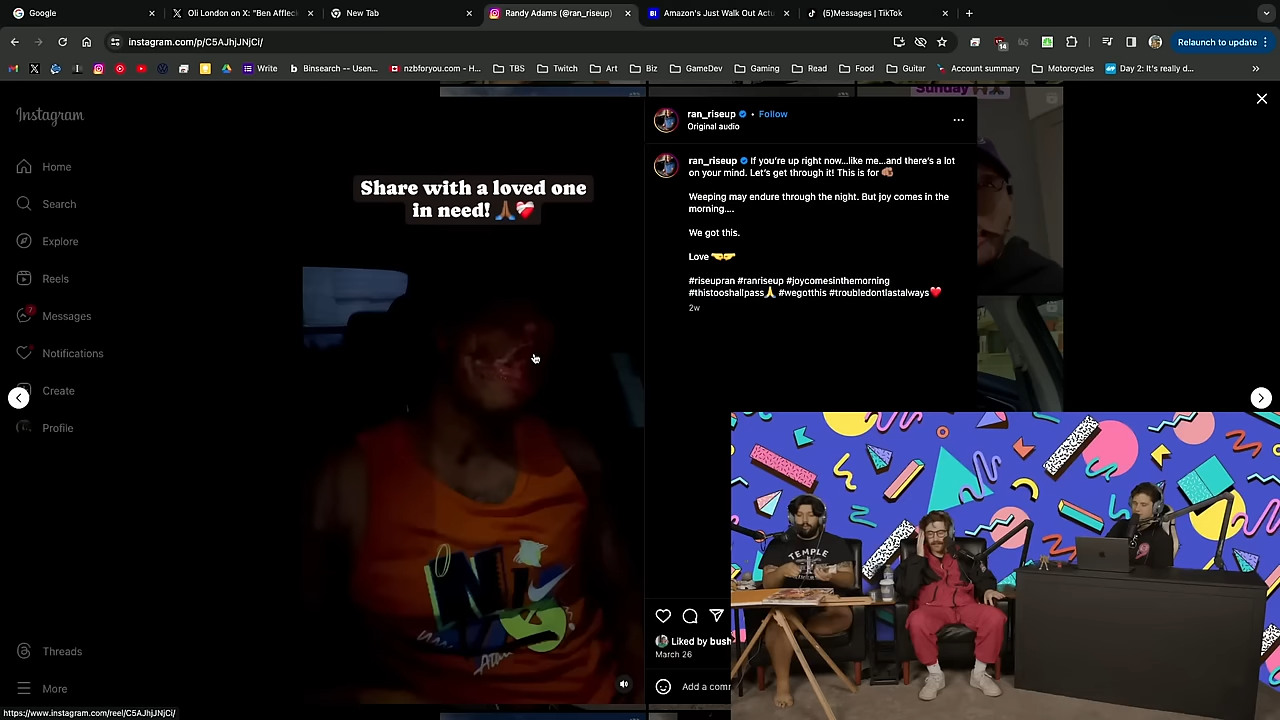 Google
Oli London on X: "Ben Affleck
New Tab
Randy Adams (@ran_riseup)
Amazon's Just Walk Out Actu
(5)Messages | TikTok
instagram.com/p/C5AJhjJNjCi/
14
Relaunch to update
Write
Binsearch -- Usen...
nzbforyou.com - H...
TBS
Twitch
Art
Biz
GameDev
Gaming
Read
Food
Guitar
Account summary
Motorcycles
Day 2: It's really d...
Instagram
Home
Search
Explore
Reels
7
Messages
Notifications
Create
Profile
Threads
More
Share with a loved one
in need! 🙏🏾❤️‍🩹
Sunday
ran_riseup • Follow
Original audio
ran_riseup If you're up right now...like me...and there's a lot
on your mind. Let's get through it! This is for 🫵🏾
Weeping may endure through the night. But joy comes in the
morning....
We got this.
Love 🤜🤛
#riseupran #ranriseup #joycomesinthemorning
#thistooshallpass🙏 #wegotthis #troubledontlastalways❤️
2w
Liked by bush
March 26
Add a comm
TEMPLE
https://www.instagram.com/reel/C5AJhjJNjCi/